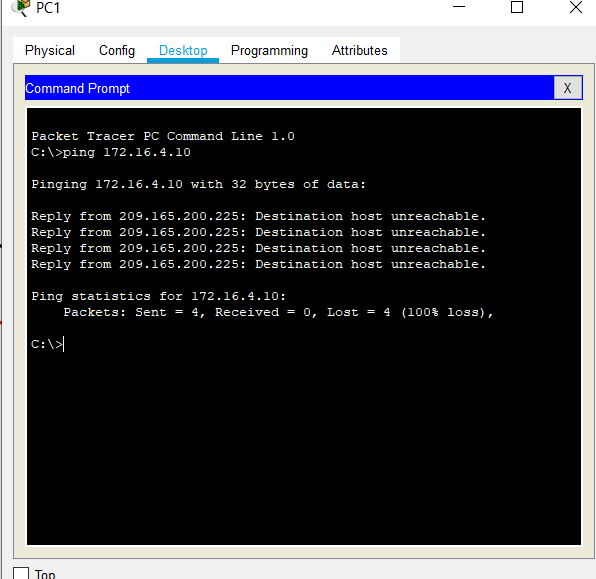 PC1
Physical Config Desktop Programming Attributes
Command Prompt X
Packet Tracer PC Command Line 1.0
C:\>ping 172.16.4.10
Pinging 172.16.4.10 with 32 bytes of data:
Reply from 209.165.200.225: Destination host unreachable.
Reply from 209.165.200.225: Destination host unreachable.
Reply from 209.165.200.225: Destination host unreachable.
Reply from 209.165.200.225: Destination host unreachable.
Ping statistics for 172.16.4.10:
Packets: Sent = 4, Received = 0, Lost = 4 (100% loss),
C:\>
Top